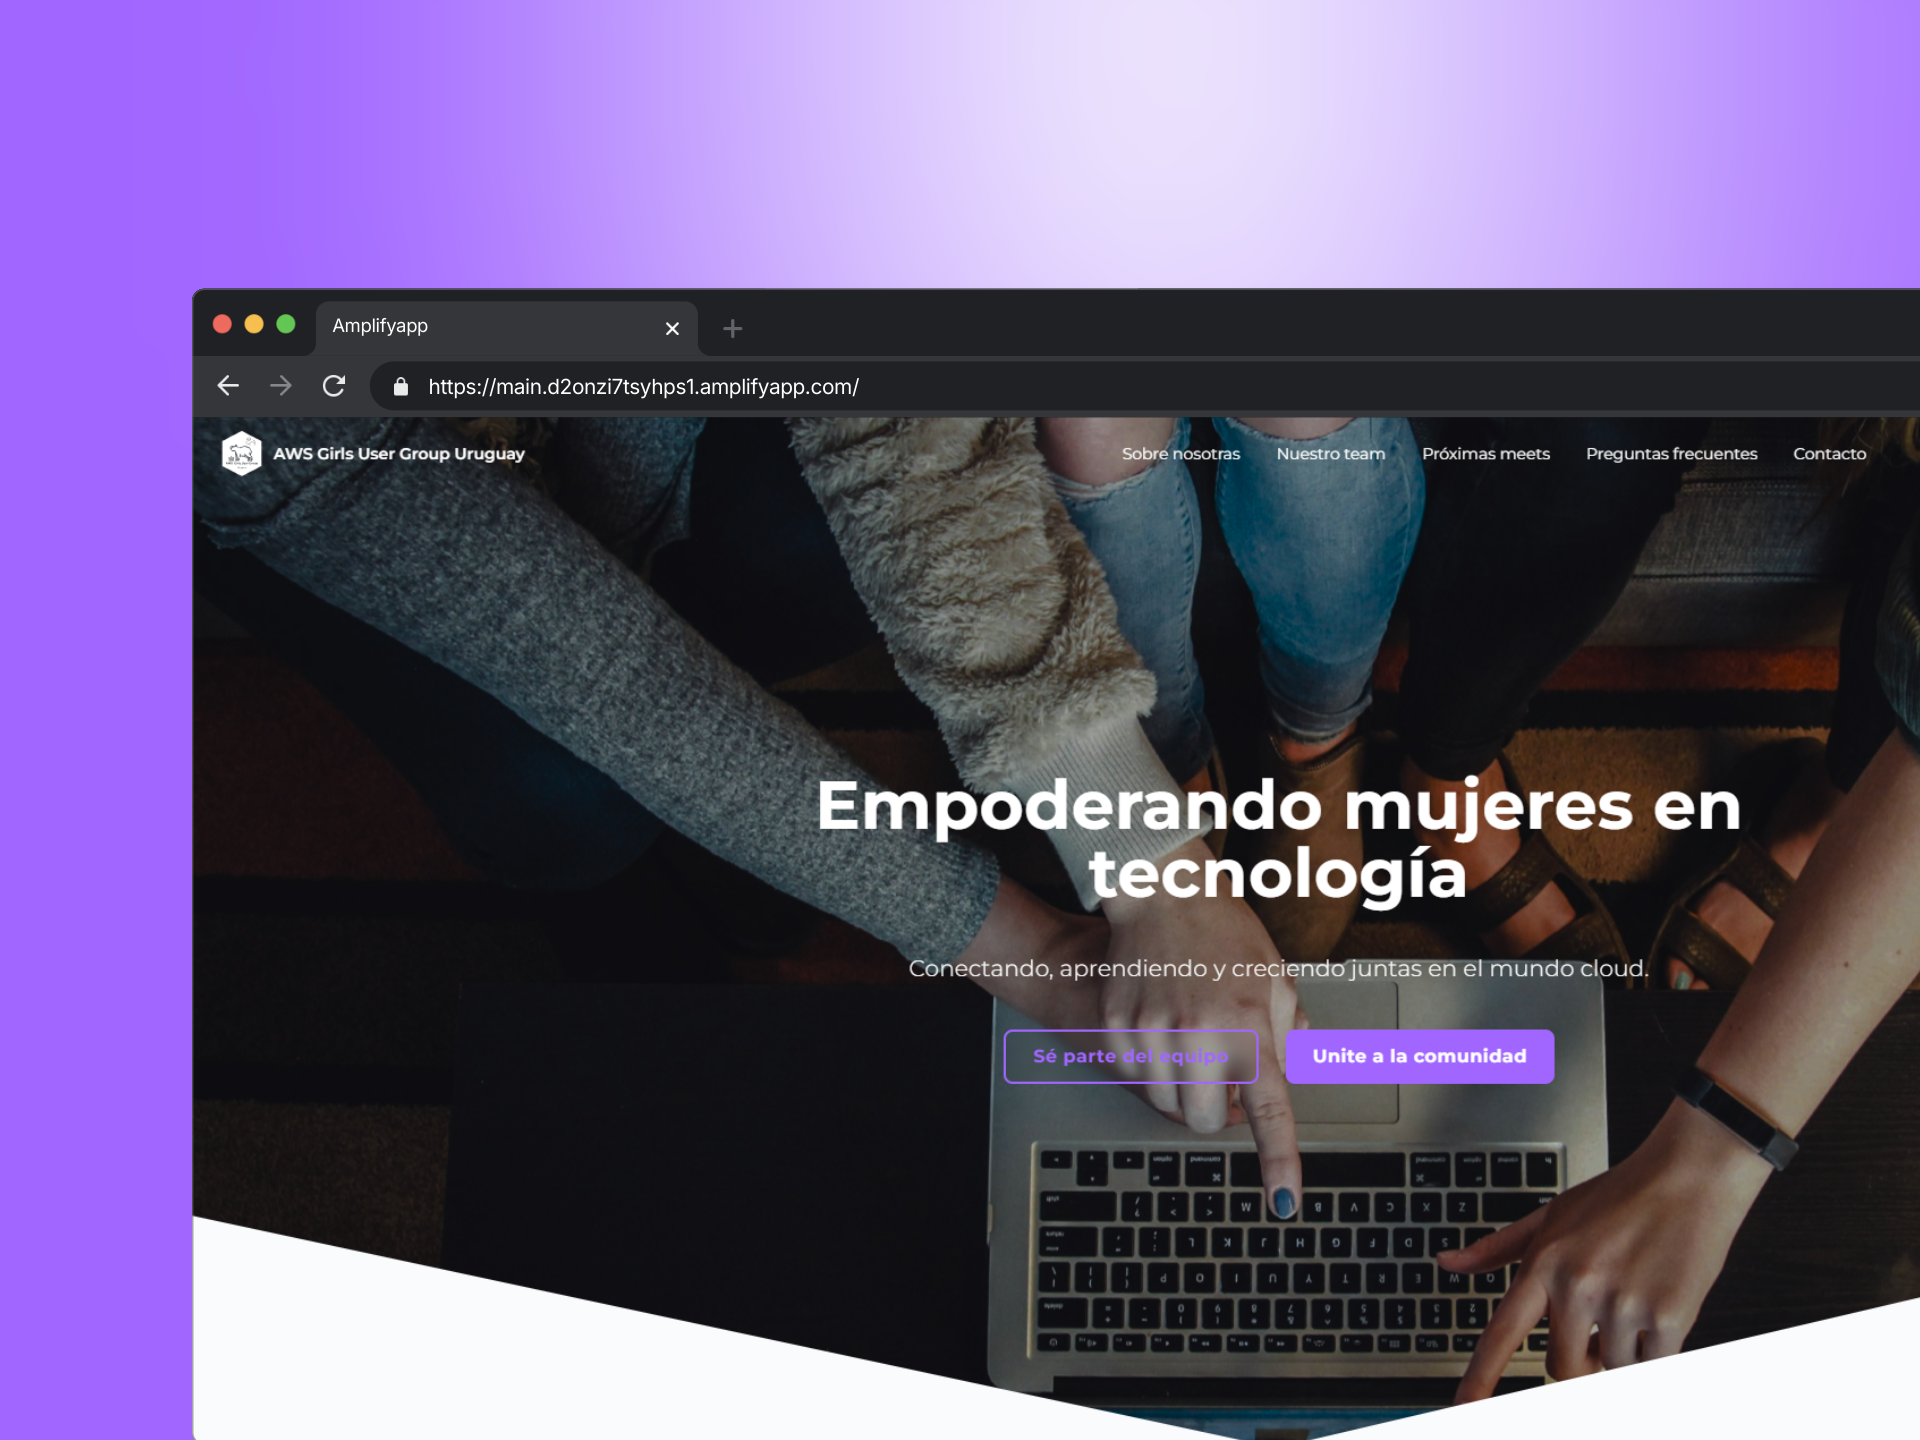 Amplifyapp
https://main.d2onzi7tsyhps1.amplifyapp.com/
AWS Girls User Group Uruguay
Sobre nosotras Nuestro team Próximas meets Preguntas frecuentes Contacto
Empoderando mujeres en
tecnología
Conectando, aprendiendo y creciendo juntas en el mundo cloud.
Sé parte del equipo Unite a la comunidad